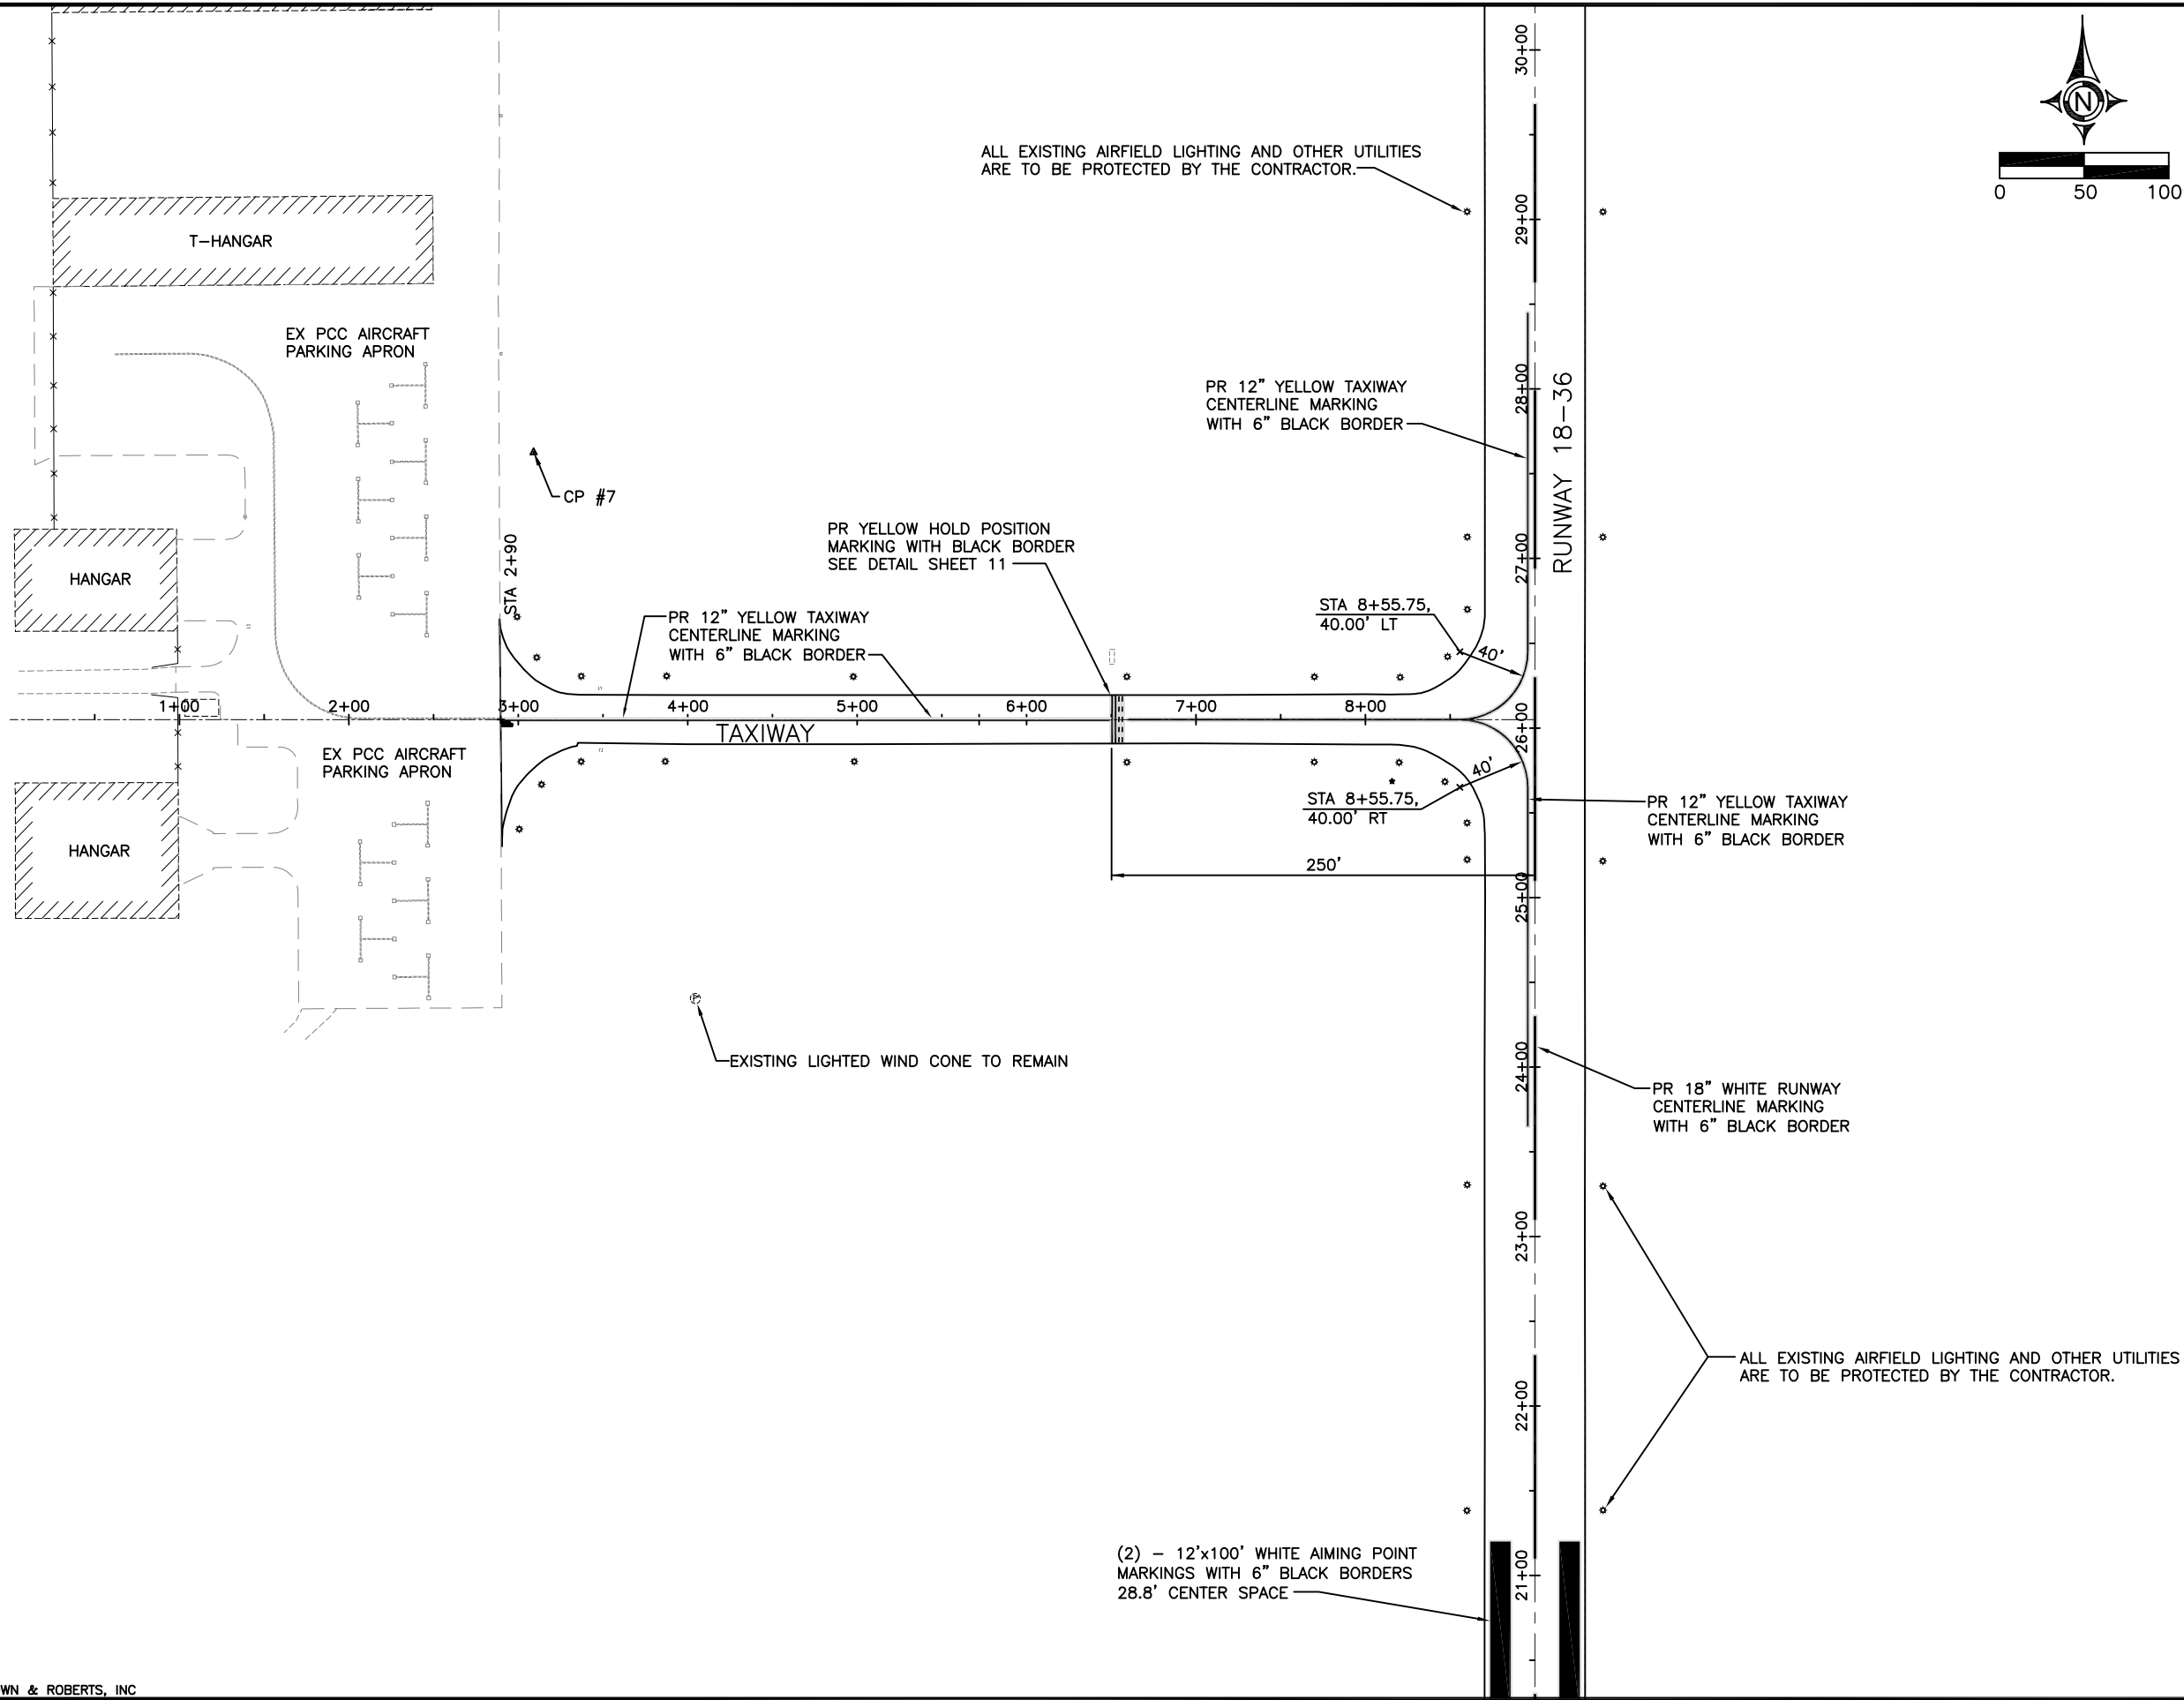 30+00
N
0 50 100
ALL EXISTING AIRFIELD LIGHTING AND OTHER UTILITIES
ARE TO BE PROTECTED BY THE CONTRACTOR.
29+00
T-HANGAR
EX PCC AIRCRAFT
PARKING APRON
PR 12" YELLOW TAXIWAY
CENTERLINE MARKING
WITH 6" BLACK BORDER
28+00
RUNWAY 18-36
CP #7
PR YELLOW HOLD POSITION
MARKING WITH BLACK BORDER
SEE DETAIL SHEET 11
27+00
STA 2+90
HANGAR
PR 12" YELLOW TAXIWAY
CENTERLINE MARKING
WITH 6" BLACK BORDER
STA 8+55.75,
40.00' LT
40'
1+00 2+00 3+00 4+00 5+00 6+00 7+00 8+00
TAXIWAY
26+00
EX PCC AIRCRAFT
PARKING APRON
40'
STA 8+55.75,
40.00' RT
PR 12" YELLOW TAXIWAY
CENTERLINE MARKING
WITH 6" BLACK BORDER
HANGAR
250'
25+00
EXISTING LIGHTED WIND CONE TO REMAIN
24+00
PR 18" WHITE RUNWAY
CENTERLINE MARKING
WITH 6" BLACK BORDER
23+00
ALL EXISTING AIRFIELD LIGHTING AND OTHER UTILITIES
ARE TO BE PROTECTED BY THE CONTRACTOR.
22+00
(2) - 12'x100' WHITE AIMING POINT
MARKINGS WITH 6" BLACK BORDERS
28.8' CENTER SPACE
21+00
WN & ROBERTS, INC